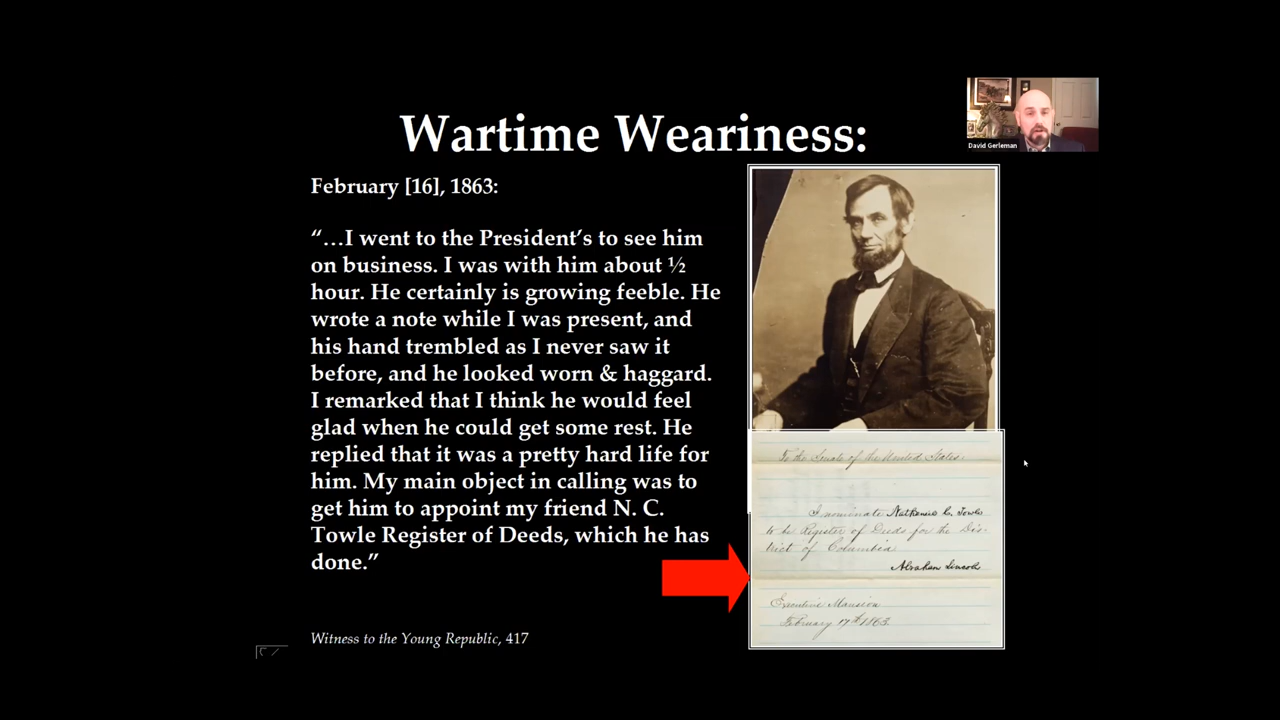 Wartime Weariness:
David Gerleman
February [16], 1863:
“…I went to the President’s to see him
on business. I was with him about ½
hour. He certainly is growing feeble. He
wrote a note while I was present, and
his hand trembled as I never saw it
before, and he looked worn & haggard.
I remarked that I think he would feel
glad when he could get some rest. He
replied that it was a pretty hard life for
him. My main object in calling was to
get him to appoint my friend N. C.
Towle Register of Deeds, which he has
done.”
Witness to the Young Republic, 417
To the Senate of the United States.
I nominate Nathaniel C. Towle
to be Register of Deeds for the Dis-
trict of Columbia
Abraham Lincoln
Executive Mansion
February 17th 1863.